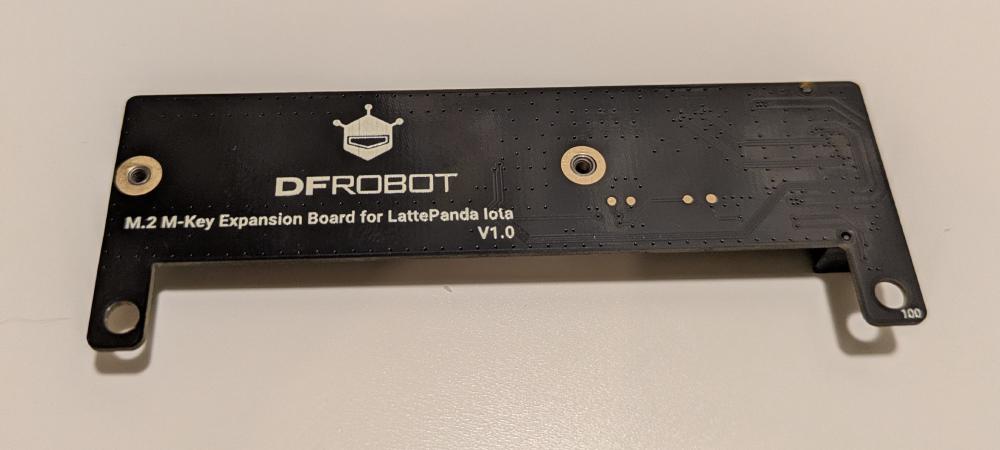 DFROBOT
M.2 M-Key Expansion Board for LattePanda Iota
V1.0
100